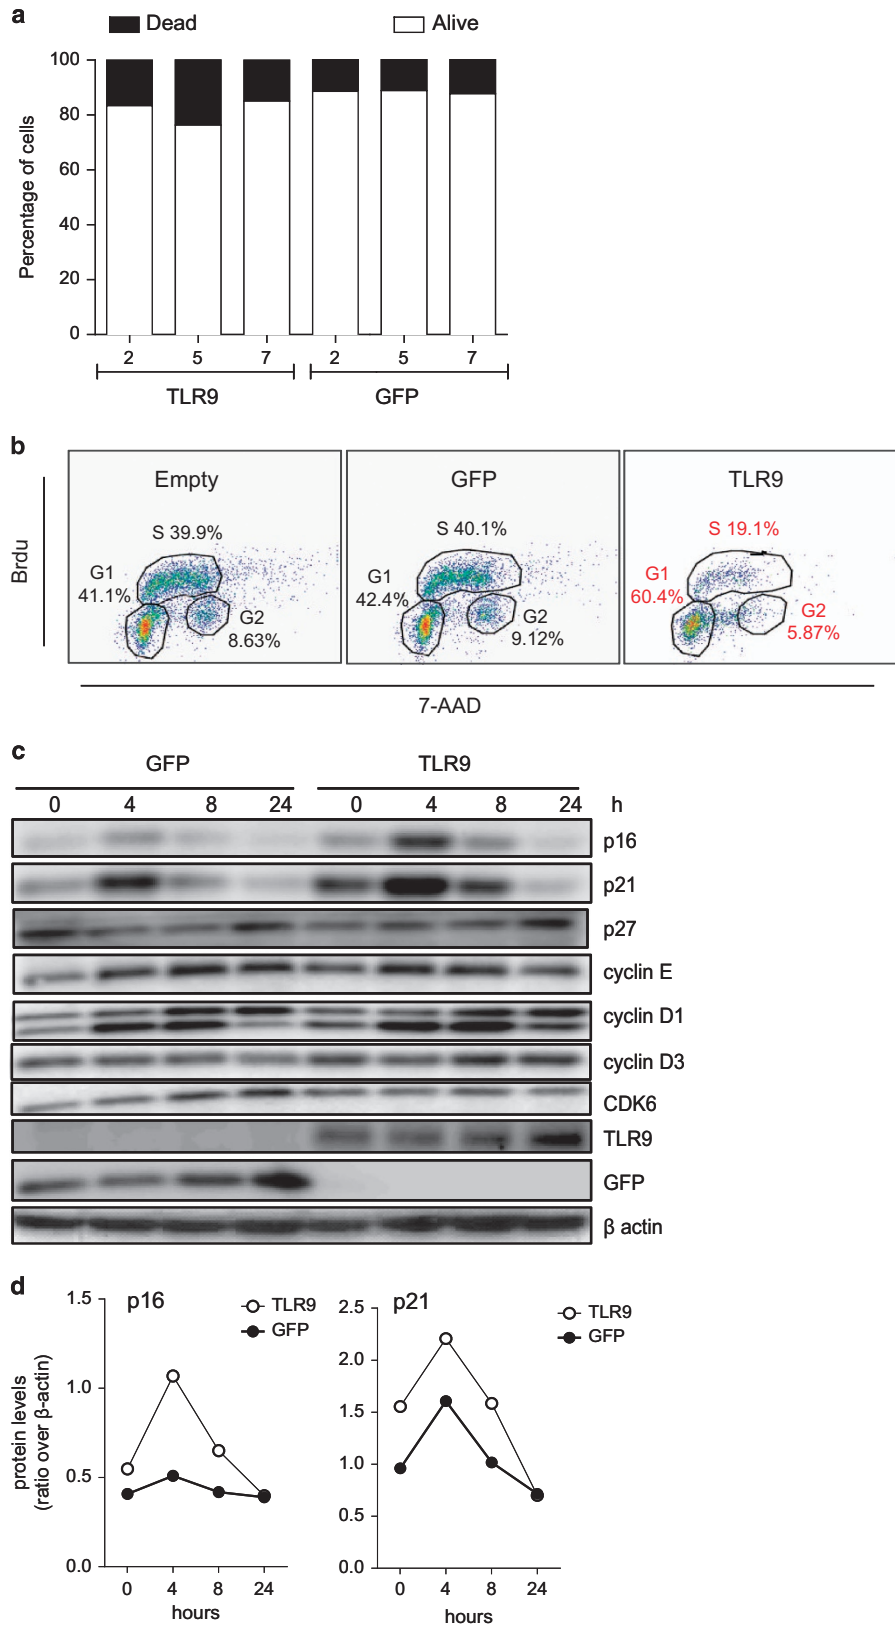 a
Dead
Alive
100
80
60
40
20
0
Percentage of cells
2 5 7 2 5 7
TLR9 GFP
b
Brdu
Empty
S 39.9%
G1
41.1%
G2
8.63%
GFP
S 40.1%
G1
42.4%
G2
9.12%
TLR9
S 19.1%
G1
60.4%
G2
5.87%
7-AAD
c
GFP TLR9
0 4 8 24 0 4 8 24 h
p16
p21
p27
cyclin E
cyclin D1
cyclin D3
CDK6
TLR9
GFP
β actin
d
protein levels
(ratio over β-actin)
p16
TLR9
GFP
1.5
1.0
0.5
0.0
0 4 8 24
hours
p21
TLR9
GFP
2.5
2.0
1.5
1.0
0.5
0.0
0 4 8 24
hours